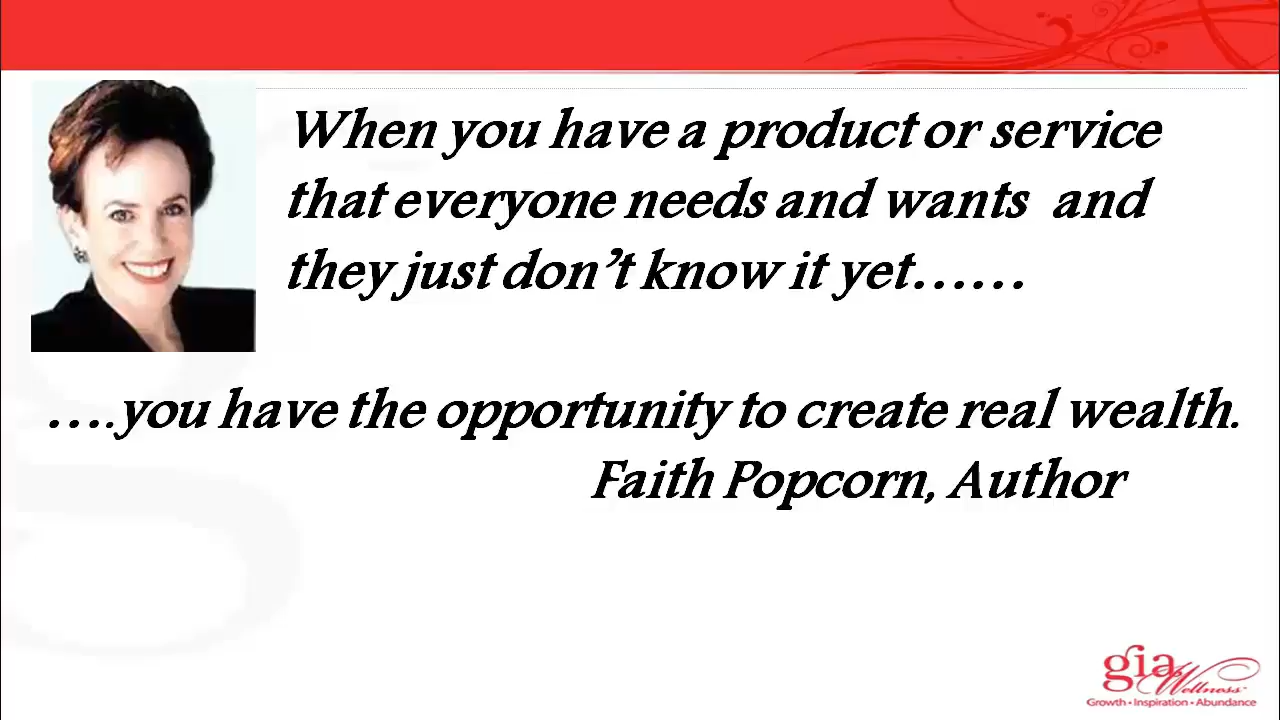 When you have a product or service
that everyone needs and wants and
they just don't know it yet……
….you have the opportunity to create real wealth.
Faith Popcorn, Author
gia
Wellness
Growth • Inspiration • Abundance